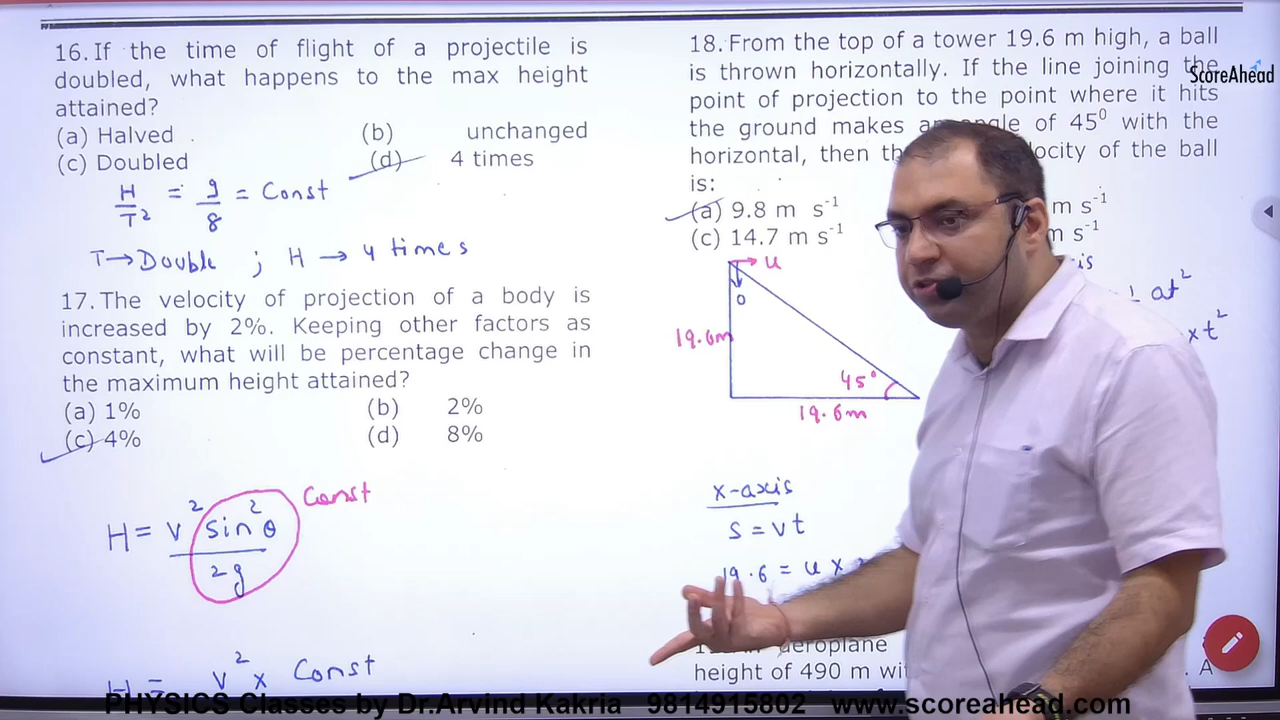 16. If the time of flight of a projectile is
doubled, what happens to the max height
attained?
(a) Halved (b) unchanged
(c) Doubled (d) 4 times
H/T² = g/8 = Const
T→Double ; H → 4 times
17. The velocity of projection of a body is
increased by 2%. Keeping other factors as
constant, what will be percentage change in
the maximum height attained?
(a) 1% (b) 2%
(c) 4% (d) 8%
H = v² sin²θ / 2g Const
v² x Const
18. From the top of a tower 19.6 m high, a ball
is thrown horizontally. If the line joining the
point of projection to the point where it hits
the ground makes an angle of 45⁰ with the
horizontal, then the velocity of the ball
is:
(a) 9.8 m s⁻¹ m s⁻¹
(c) 14.7 m s⁻¹ m s⁻¹
u
0
19.6m
45°
19.6m
at²
xt²
x-axis
S = vt
19.6 = u x
aeroplane
height of 490 m A
ScoreAhead
PHYSICS Classes by Dr.Arvind Kakria 9814915802 www.scoreahead.com